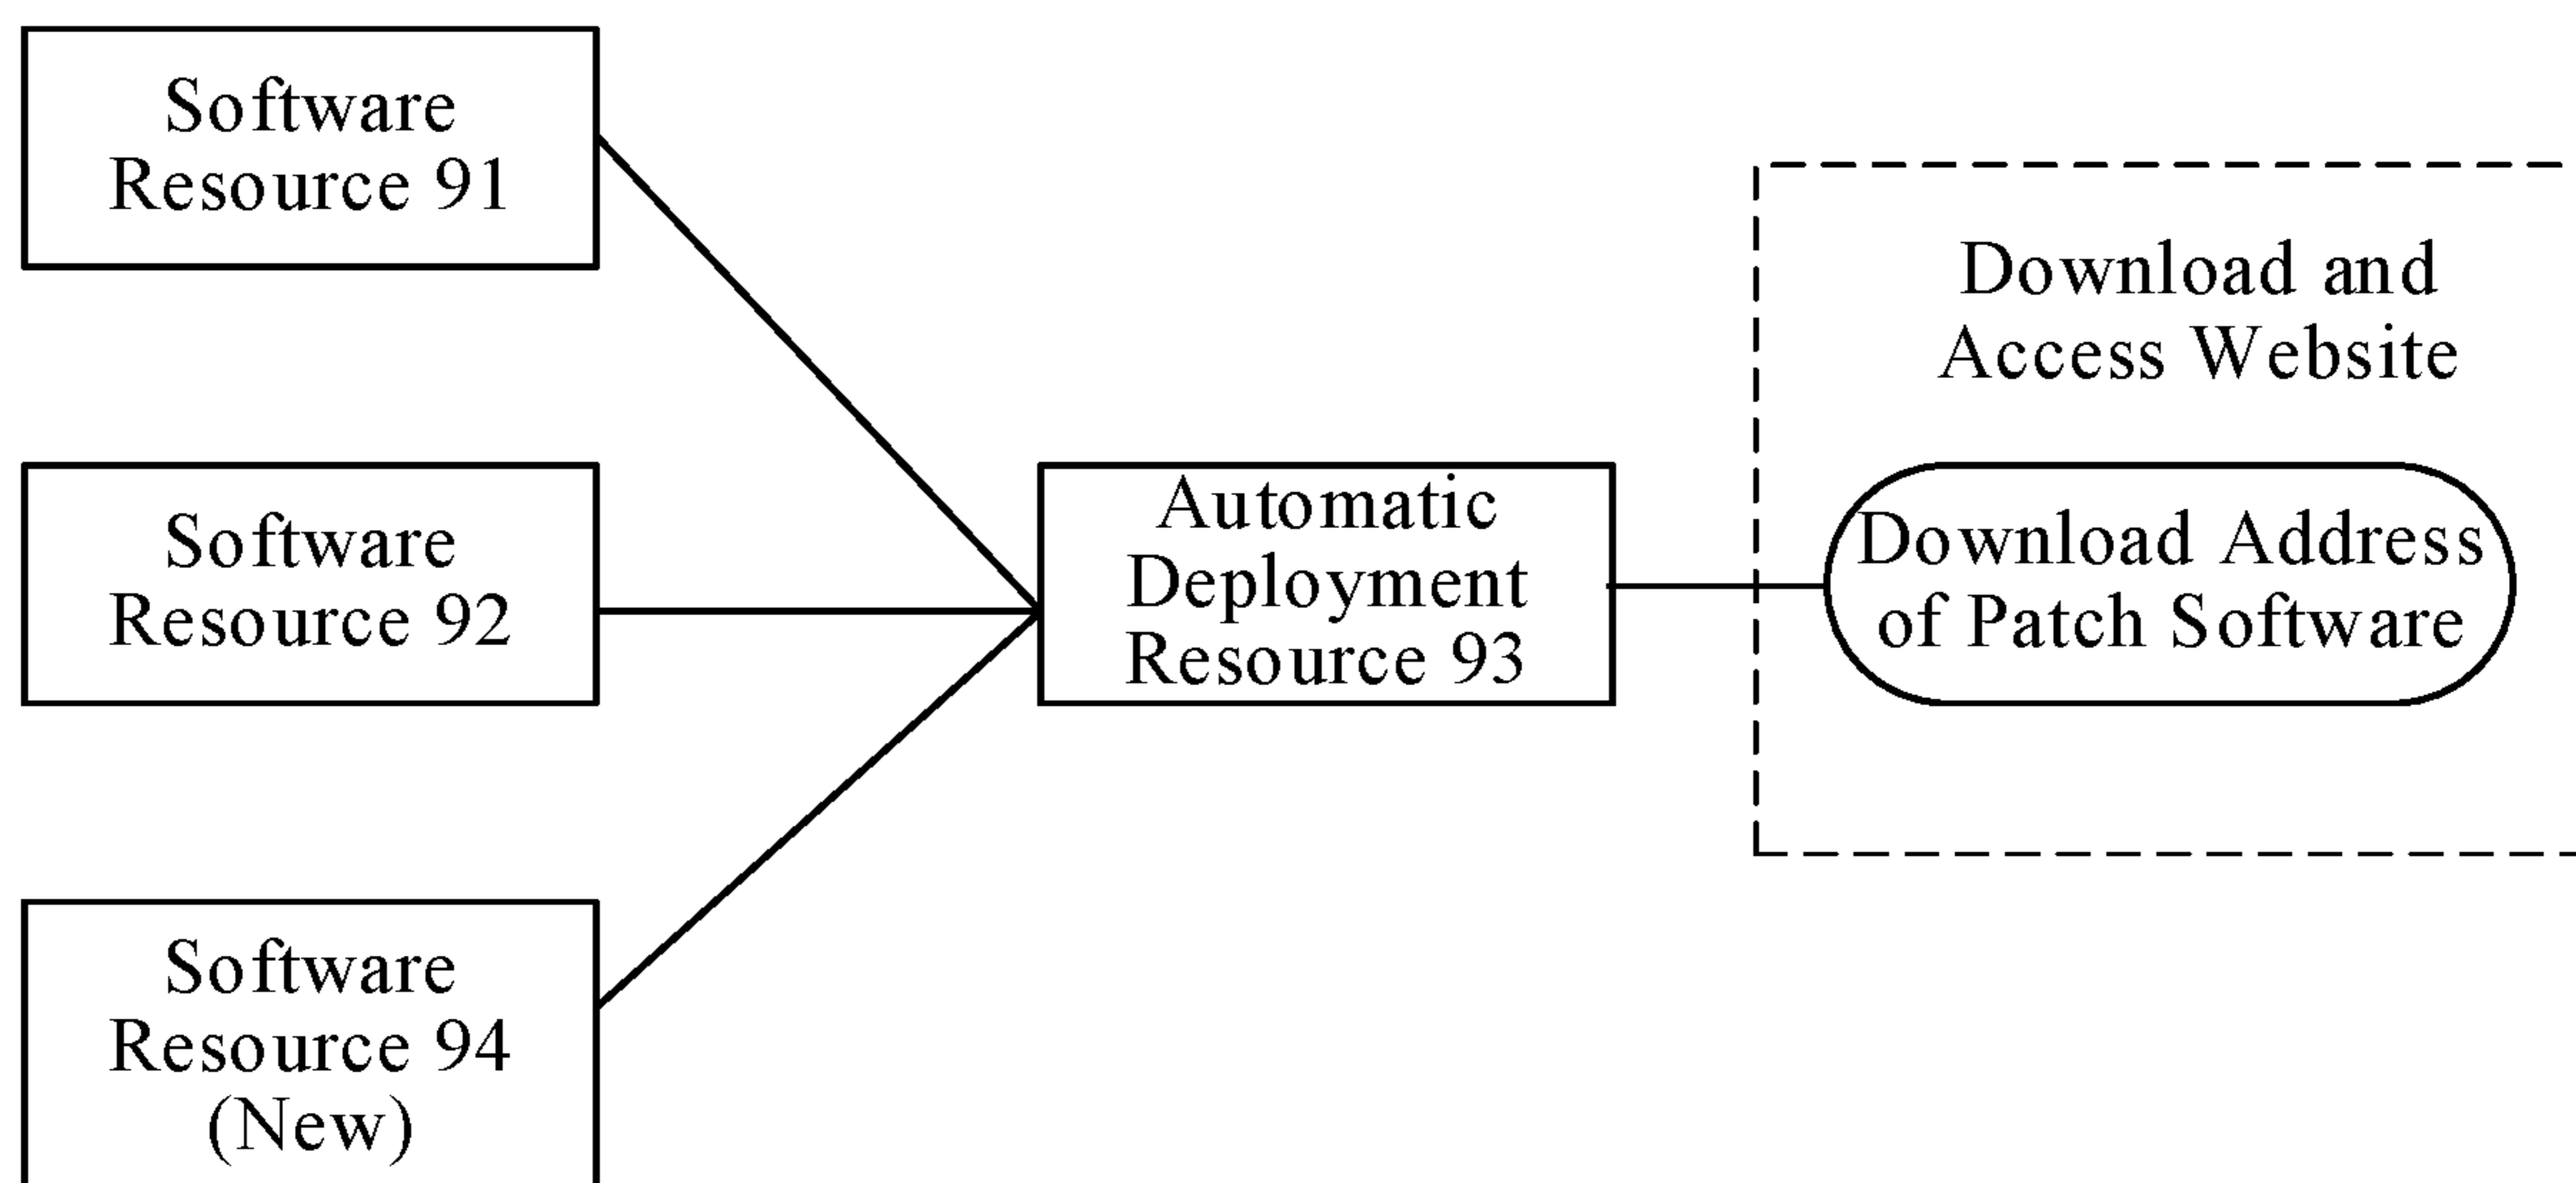 Software
Resource 91
Software
Resource 92
Software
Resource 94
(New)
Automatic
Deployment
Resource 93
Download and
Access Website
Download Address
of Patch Software